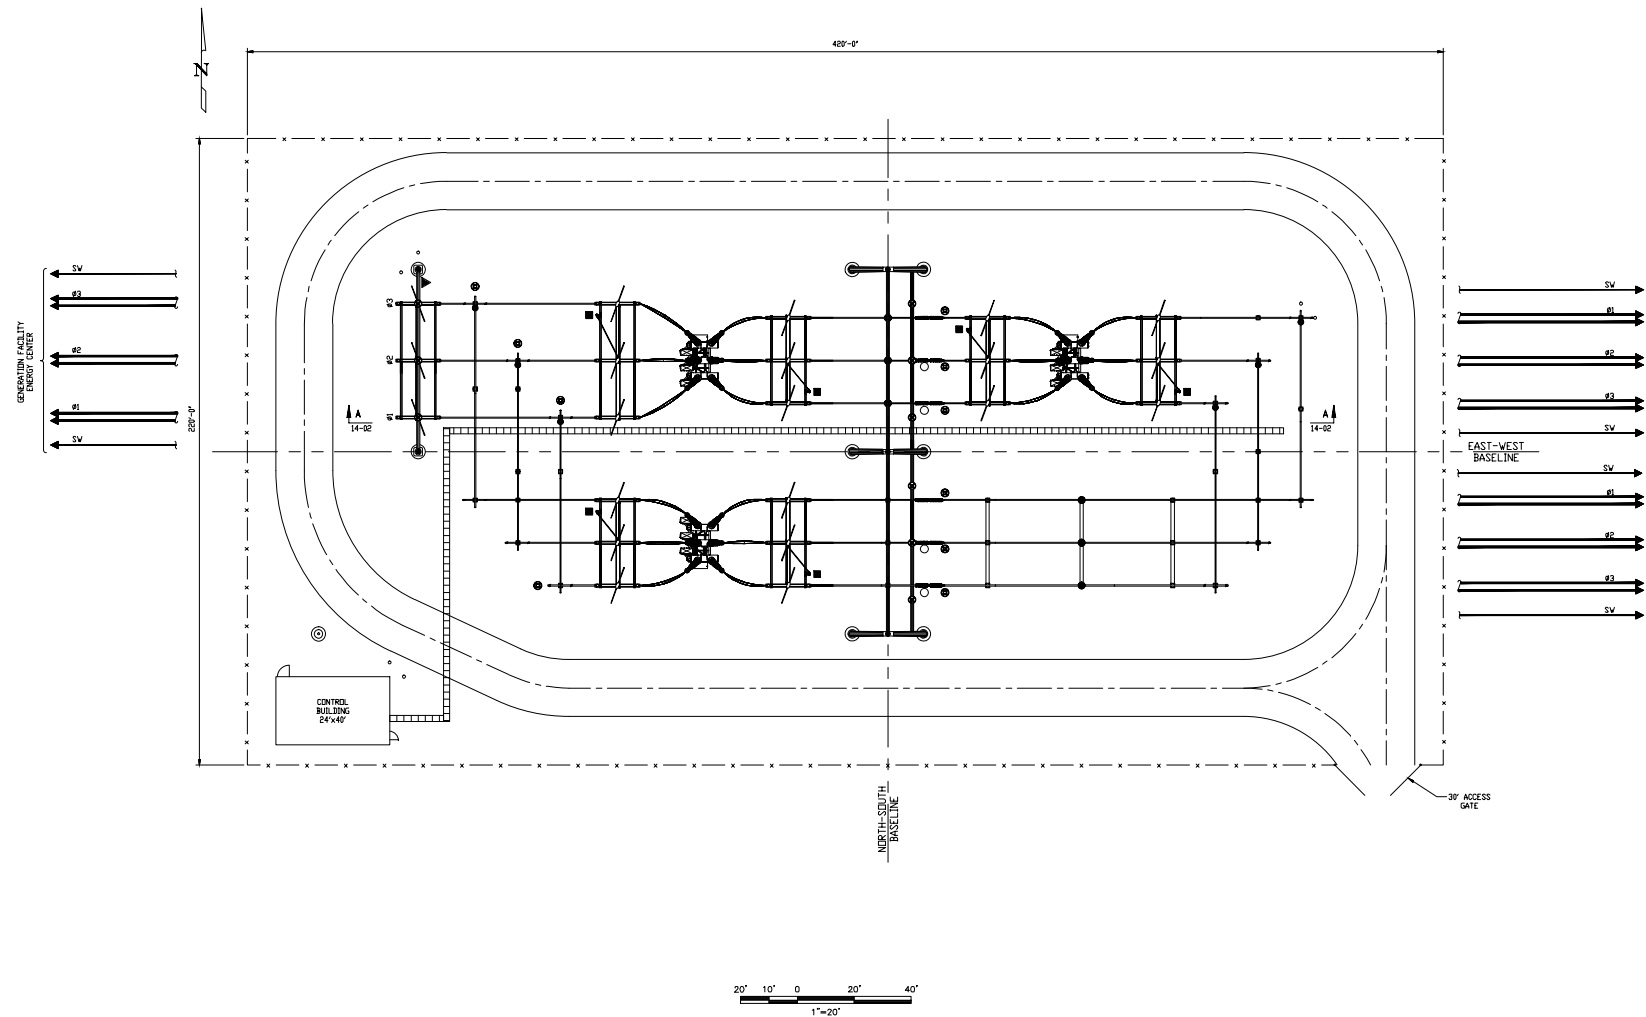 420'-0"
N
SW
ø3
ø2
ø1
SW
GENERATION FACILITY
ENERGY CENTER
220'-0"
ø3
ø2
ø1
A
14-02
A
14-02
SW
ø1
ø2
ø3
SW
EAST-WEST
BASELINE
SW
ø1
ø2
ø3
SW
CONTROL
BUILDING
24'x40'
NORTH-SOUTH
BASELINE
30' ACCESS
GATE
20' 10' 0 20' 40'
1"=20'